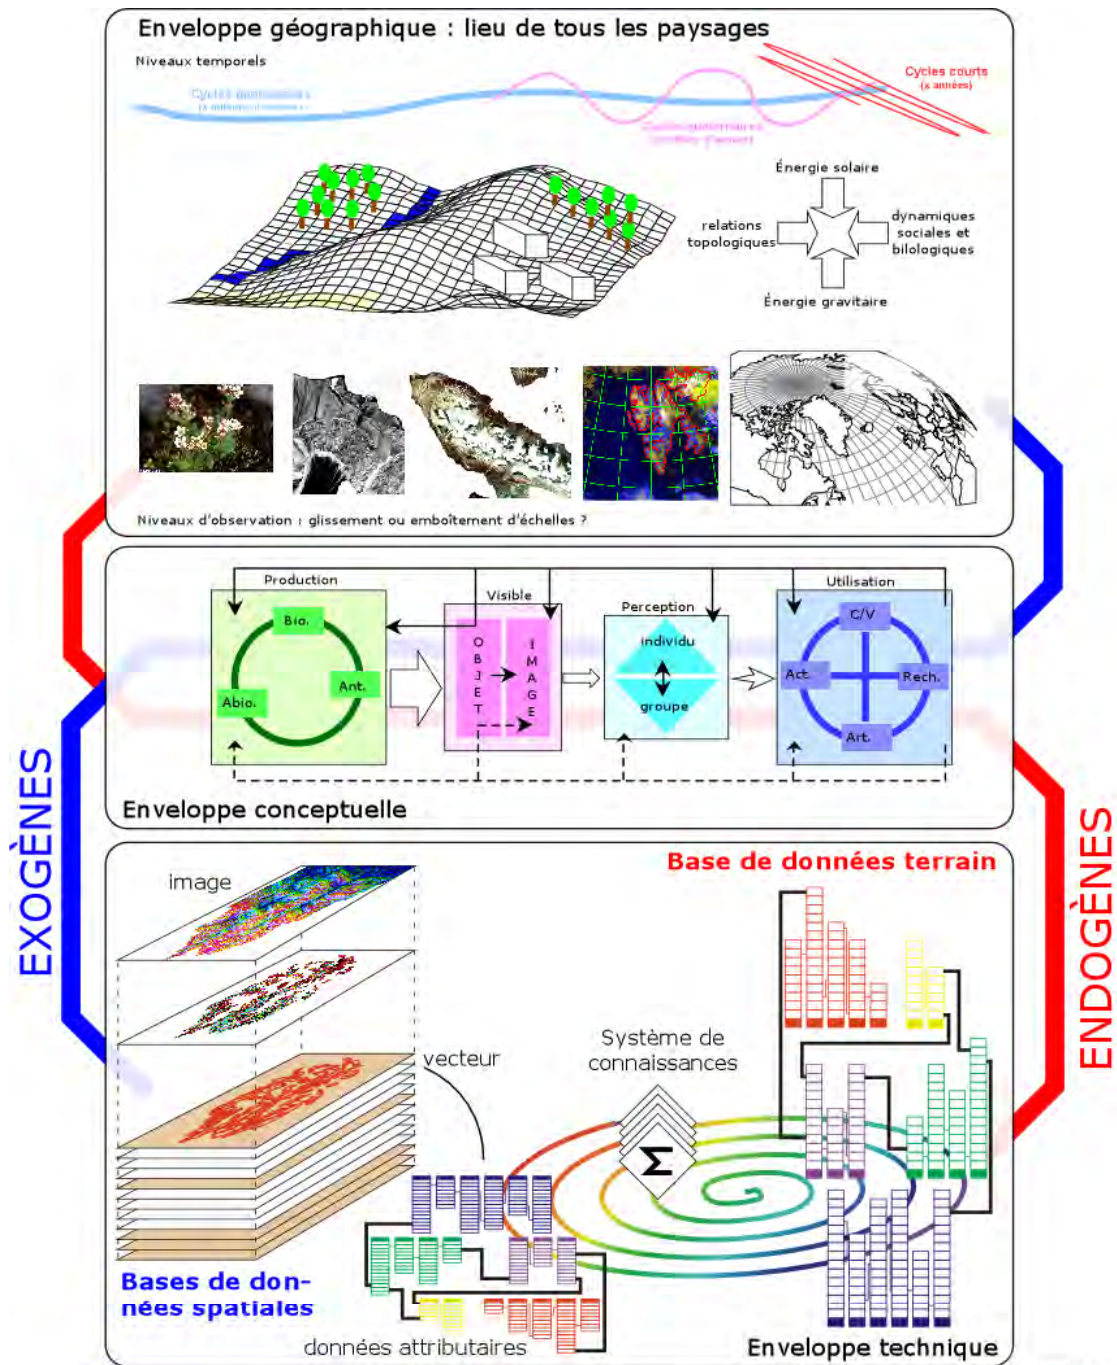 Enveloppe géographique : lieu de tous les paysages
Niveaux temporels
Cycles courts
(x années)
Énergie solaire
relations
topologiques
dynamiques
sociales et
bilologiques
Énergie gravitaire
Niveaux d'observation : glissement ou emboîtement d'échelles ?
Production
Visible
Perception
Utilisation
Bio.
Ant.
Abio.
OBJET
IMAGE
individu
groupe
C/V
Act.
Rech.
Art.
Enveloppe conceptuelle
EXOGÈNES
ENDOGÈNES
Base de données terrain
image
vecteur
Système de
connaissances
Σ
Bases de don-
nées spatiales
données attributaires
Enveloppe technique